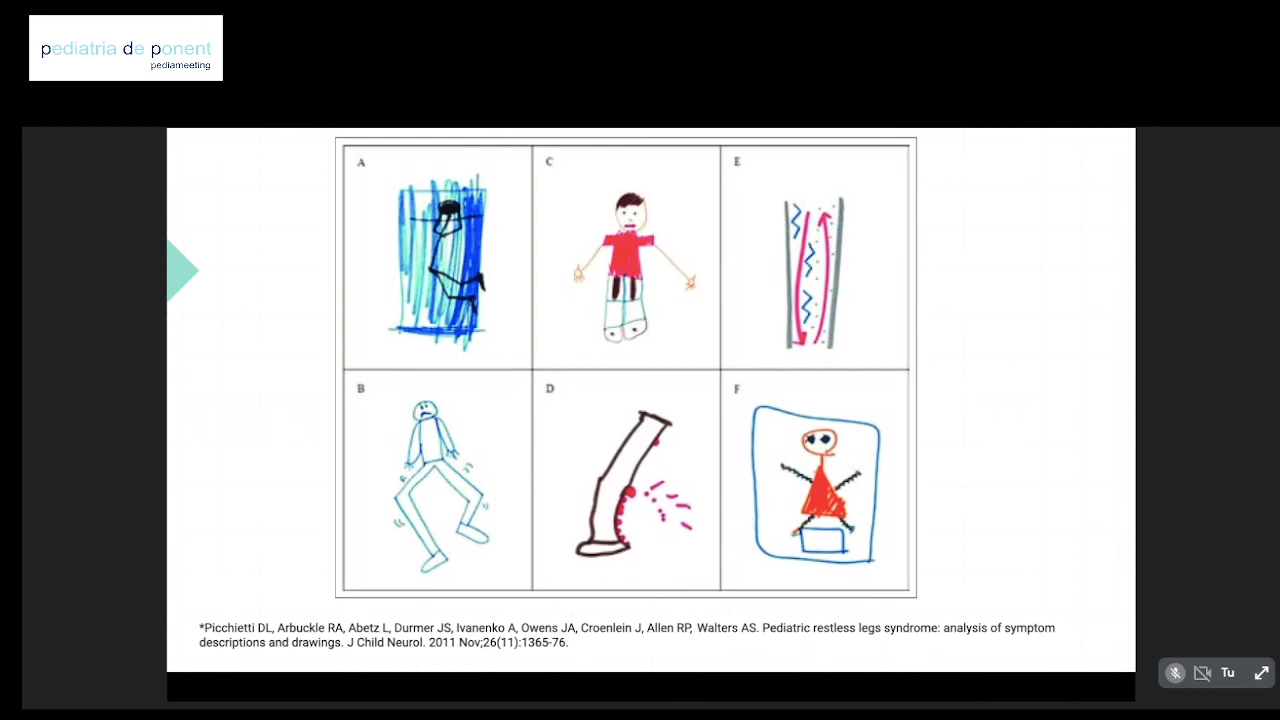 pediatria de ponent
pediameeting
A
C
E
B
D
F
*Picchietti DL, Arbuckle RA, Abetz L, Durmer JS, Ivanenko A, Owens JA, Croenlein J, Allen RP, Walters AS. Pediatric restless legs syndrome: analysis of symptom
descriptions and drawings. J Child Neurol. 2011 Nov;26(11):1365-76.
Tu